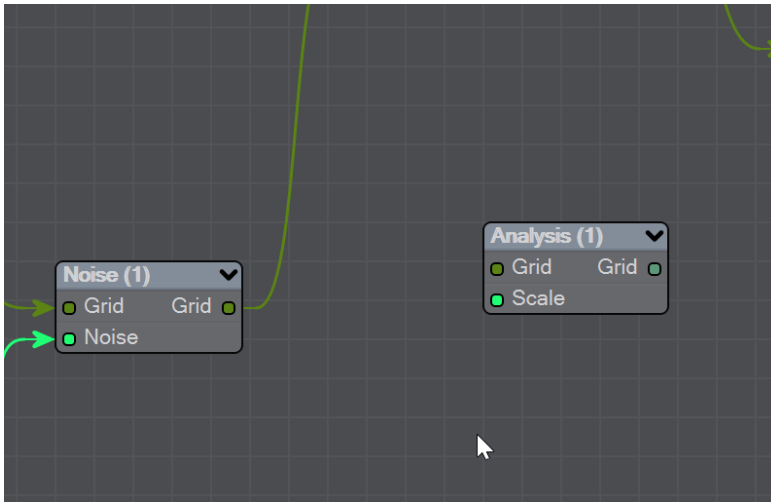 Noise (1)
Grid Grid
Noise
Analysis (1)
Grid Grid
Scale